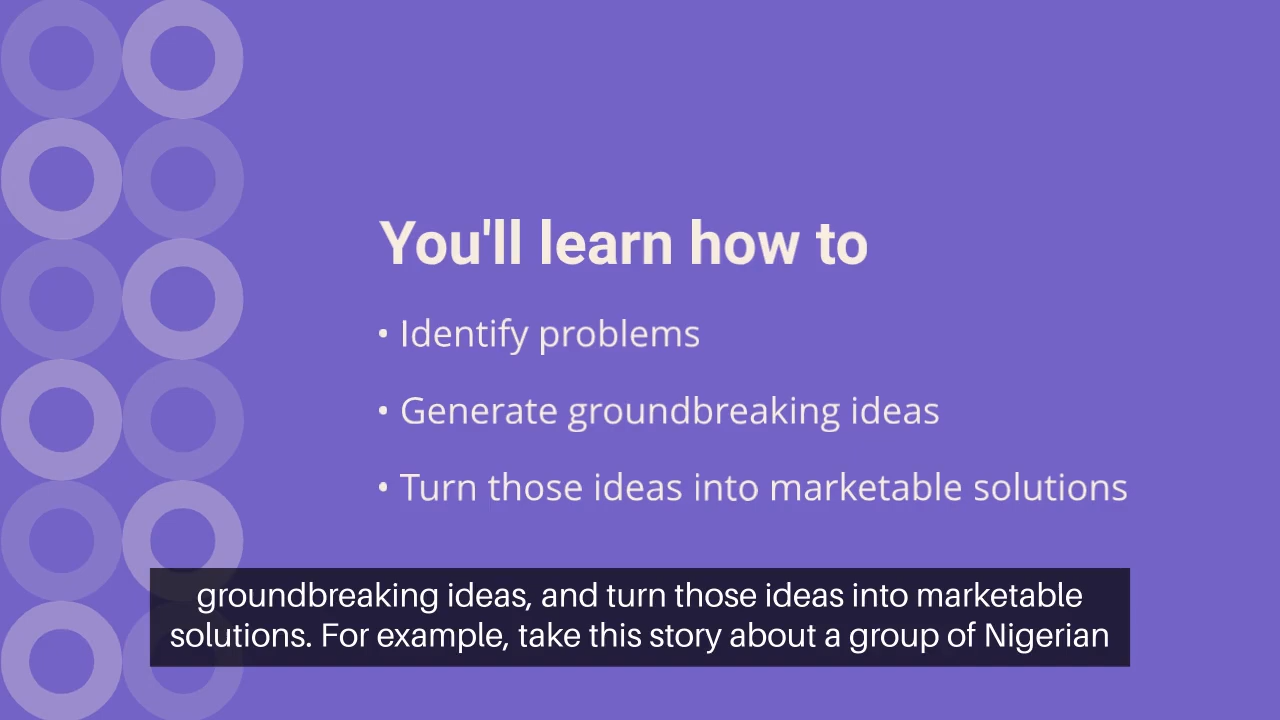 You'll learn how to
• Identify problems
• Generate groundbreaking ideas
• Turn those ideas into marketable solutions
groundbreaking ideas, and turn those ideas into marketable
solutions. For example, take this story about a group of Nigerian